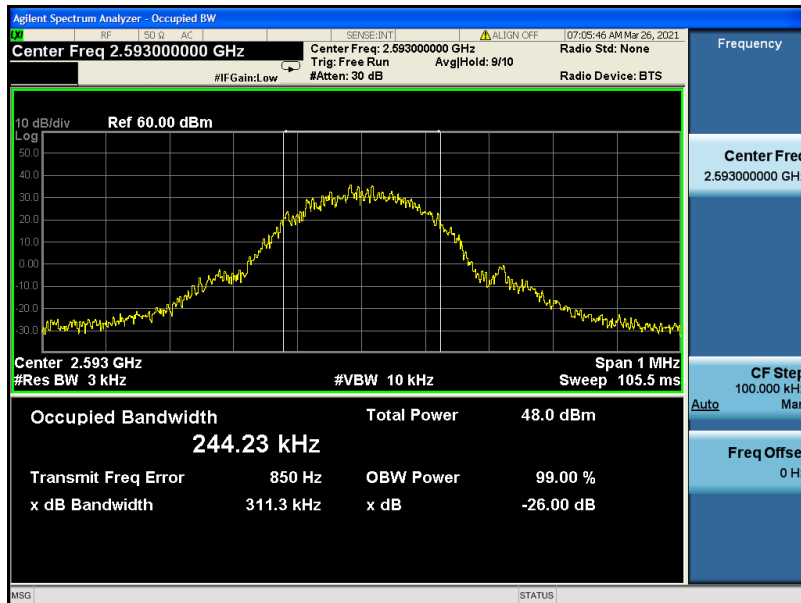 Agilent Spectrum Analyzer - Occupied BW
LXI RF 50 Ω AC SENSE:INT ALIGN OFF 07:05:46 AM Mar 26, 2021
Center Freq 2.593000000 GHz
Center Freq: 2.593000000 GHz Radio Std: None
Trig: Free Run Avg|Hold: 9/10
#IFGain:Low #Atten: 30 dB Radio Device: BTS
Frequency
10 dB/div Ref 60.00 dBm
Log
50.0
40.0
30.0
20.0
10.0
0.00
-10.0
-20.0
-30.0
Center 2.593 GHz Span 1 MHz
#Res BW 3 kHz #VBW 10 kHz Sweep 105.5 ms
Occupied Bandwidth Total Power 48.0 dBm
244.23 kHz
Transmit Freq Error 850 Hz OBW Power 99.00 %
x dB Bandwidth 311.3 kHz x dB -26.00 dB
Center Freq
2.593000000 GHz
CF Step
100.000 kHz
Auto Man
Freq Offse
0 Hz
MSG STATUS